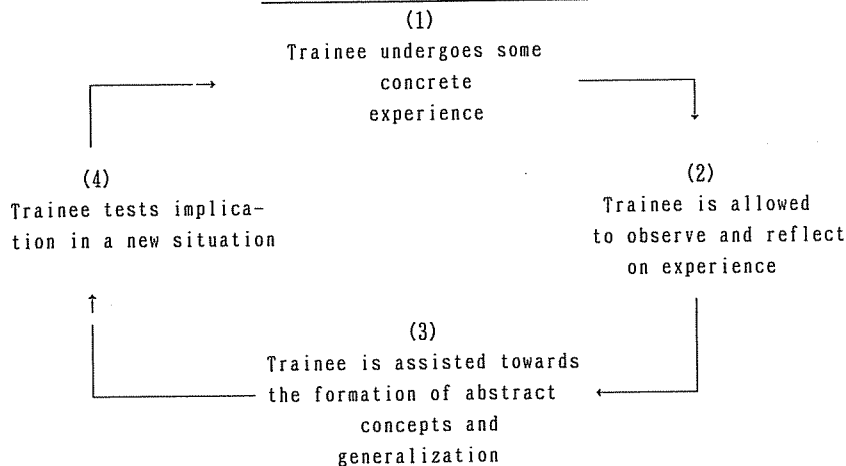 (1)
Trainee undergoes some
concrete
experience
(2)
Trainee is allowed
to observe and reflect
on experience
(3)
Trainee is assisted towards
the formation of abstract
concepts and
generalization
(4)
Trainee tests implica-
tion in a new situation